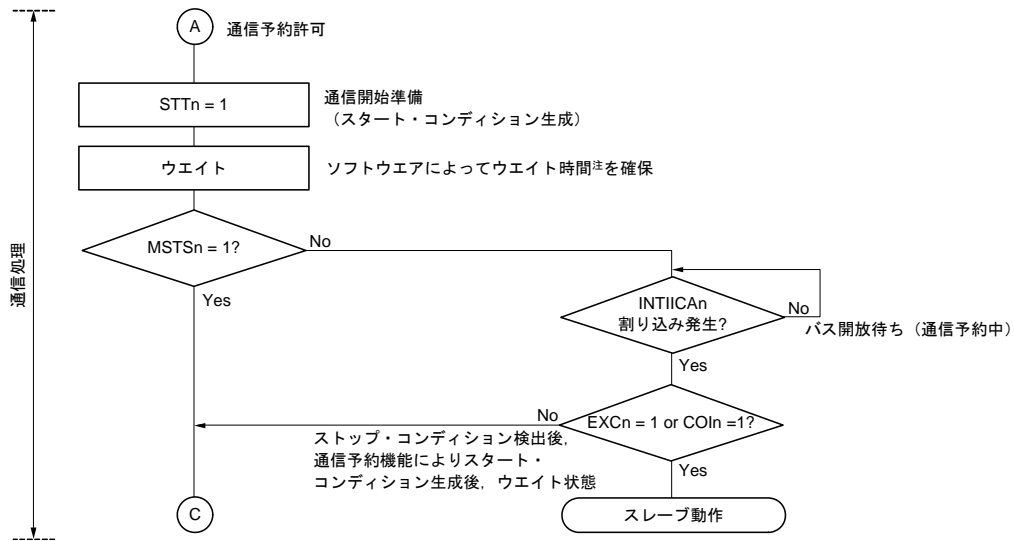 A
通信予約許可
STTn = 1
通信開始準備
（スタート・コンディション生成）
ウエイト
ソフトウエアによってウエイト時間注を確保
MSTSn = 1?
No
Yes
INTIICAn
割り込み発生?
No
バス開放待ち（通信予約中）
Yes
EXCn = 1 or COIn =1?
No
ストップ・コンディション検出後，
通信予約機能によりスタート・
コンディション生成後，ウエイト状態
Yes
C
スレーブ動作
通信処理